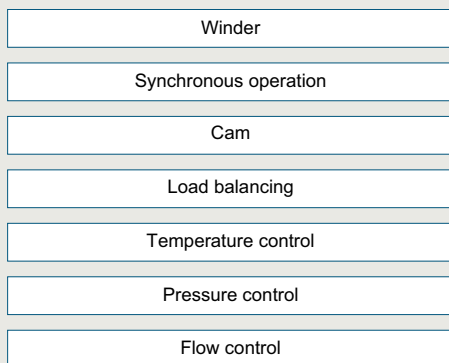 Winder
Synchronous operation
Cam
Load balancing
Temperature control
Pressure control
Flow control